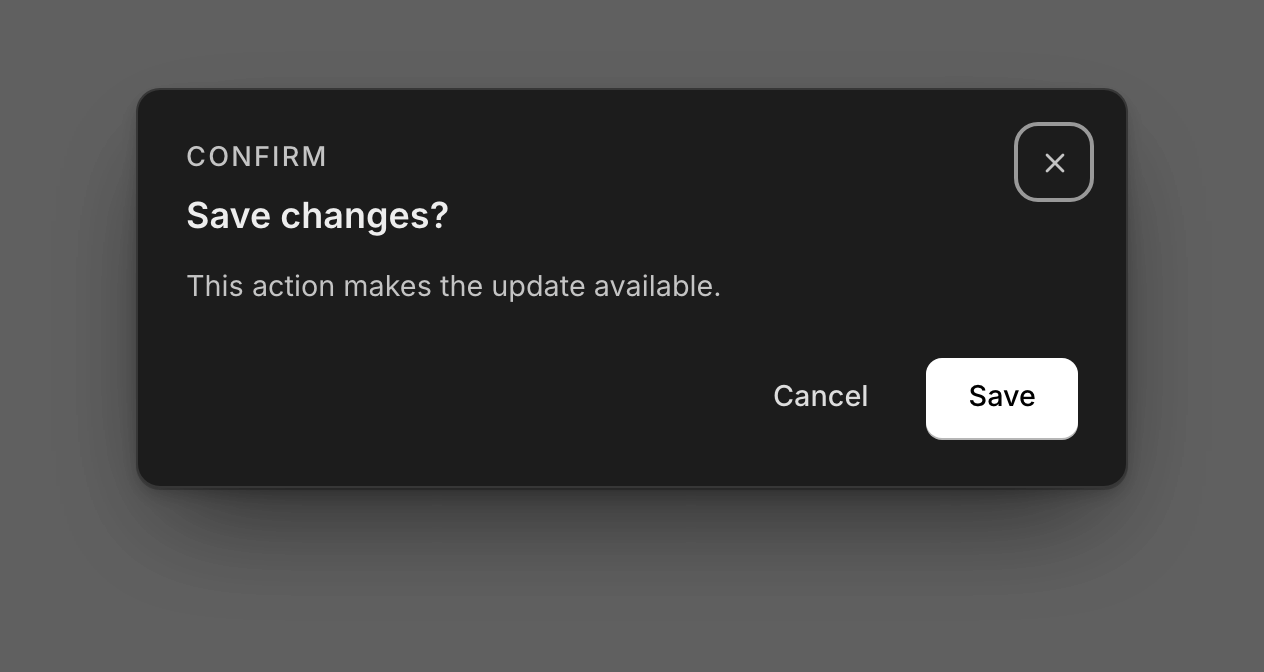 CONFIRM
Save changes?
This action makes the update available.
Cancel
Save